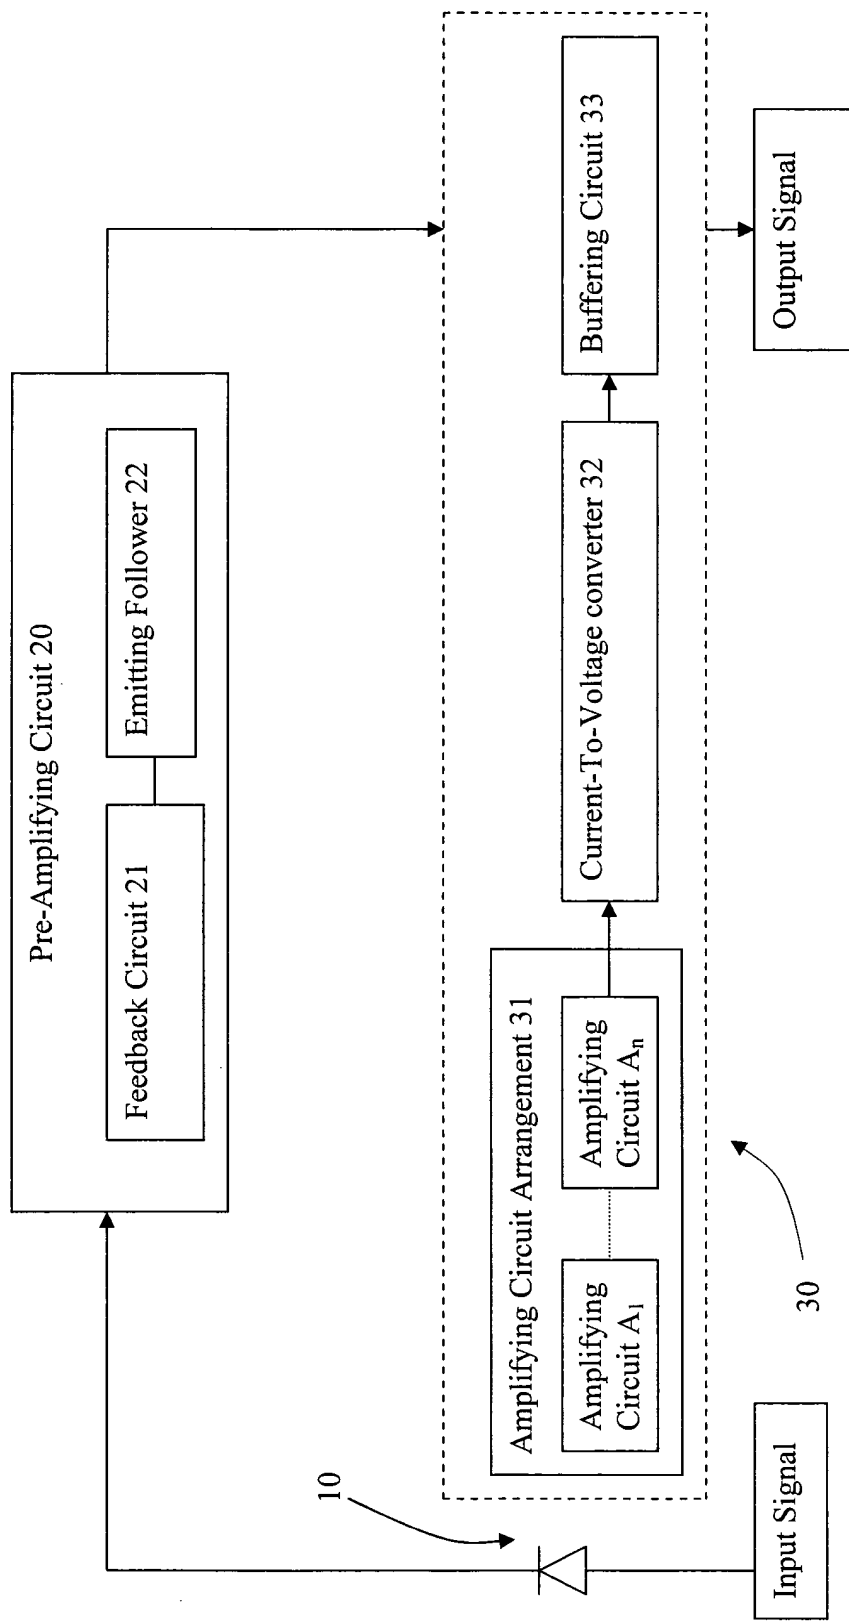 Pre-Amplifying Circuit 20
Feedback Circuit 21
Emitting Follower 22
10
Amplifying Circuit Arrangement 31
Amplifying
Circuit A1
Amplifying
Circuit An
Current-To-Voltage converter 32
Buffering Circuit 33
Input Signal
30
Output Signal